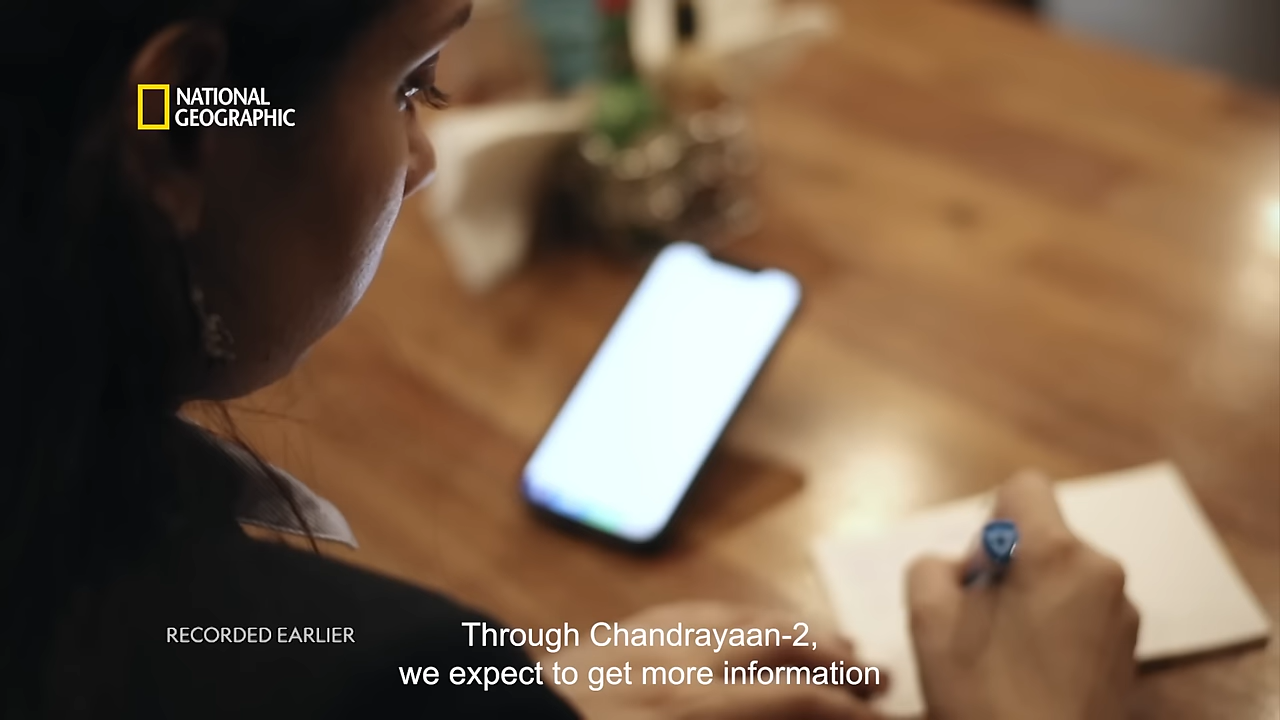 NATIONAL
GEOGRAPHIC
RECORDED EARLIER
Through Chandrayaan-2,
we expect to get more information